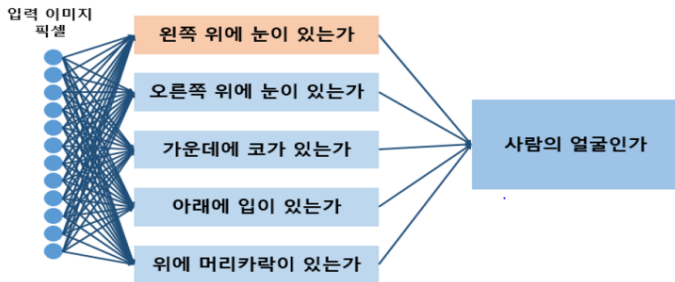 입력 이미지
픽셀
왼쪽 위에 눈이 있는가
오른쪽 위에 눈이 있는가
가운데에 코가 있는가
아래에 입이 있는가
위에 머리카락이 있는가
사람의 얼굴인가